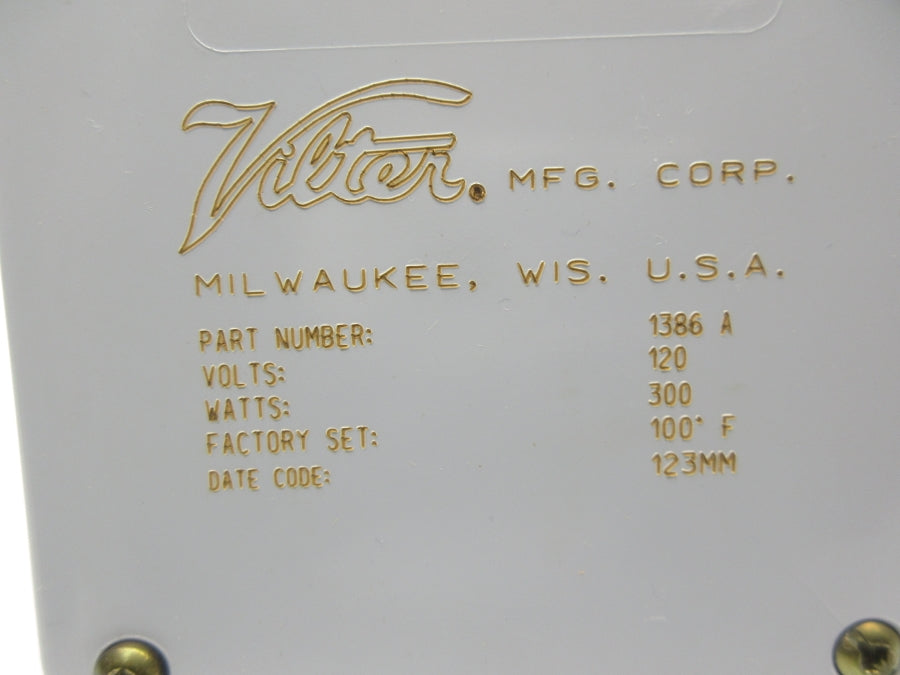 Vilter. MFG. CORP.
MILWAUKEE, WIS. U.S.A.
PART NUMBER: 1386 A
VOLTS: 120
WATTS: 300
FACTORY SET: 100° F
DATE CODE: 123MM